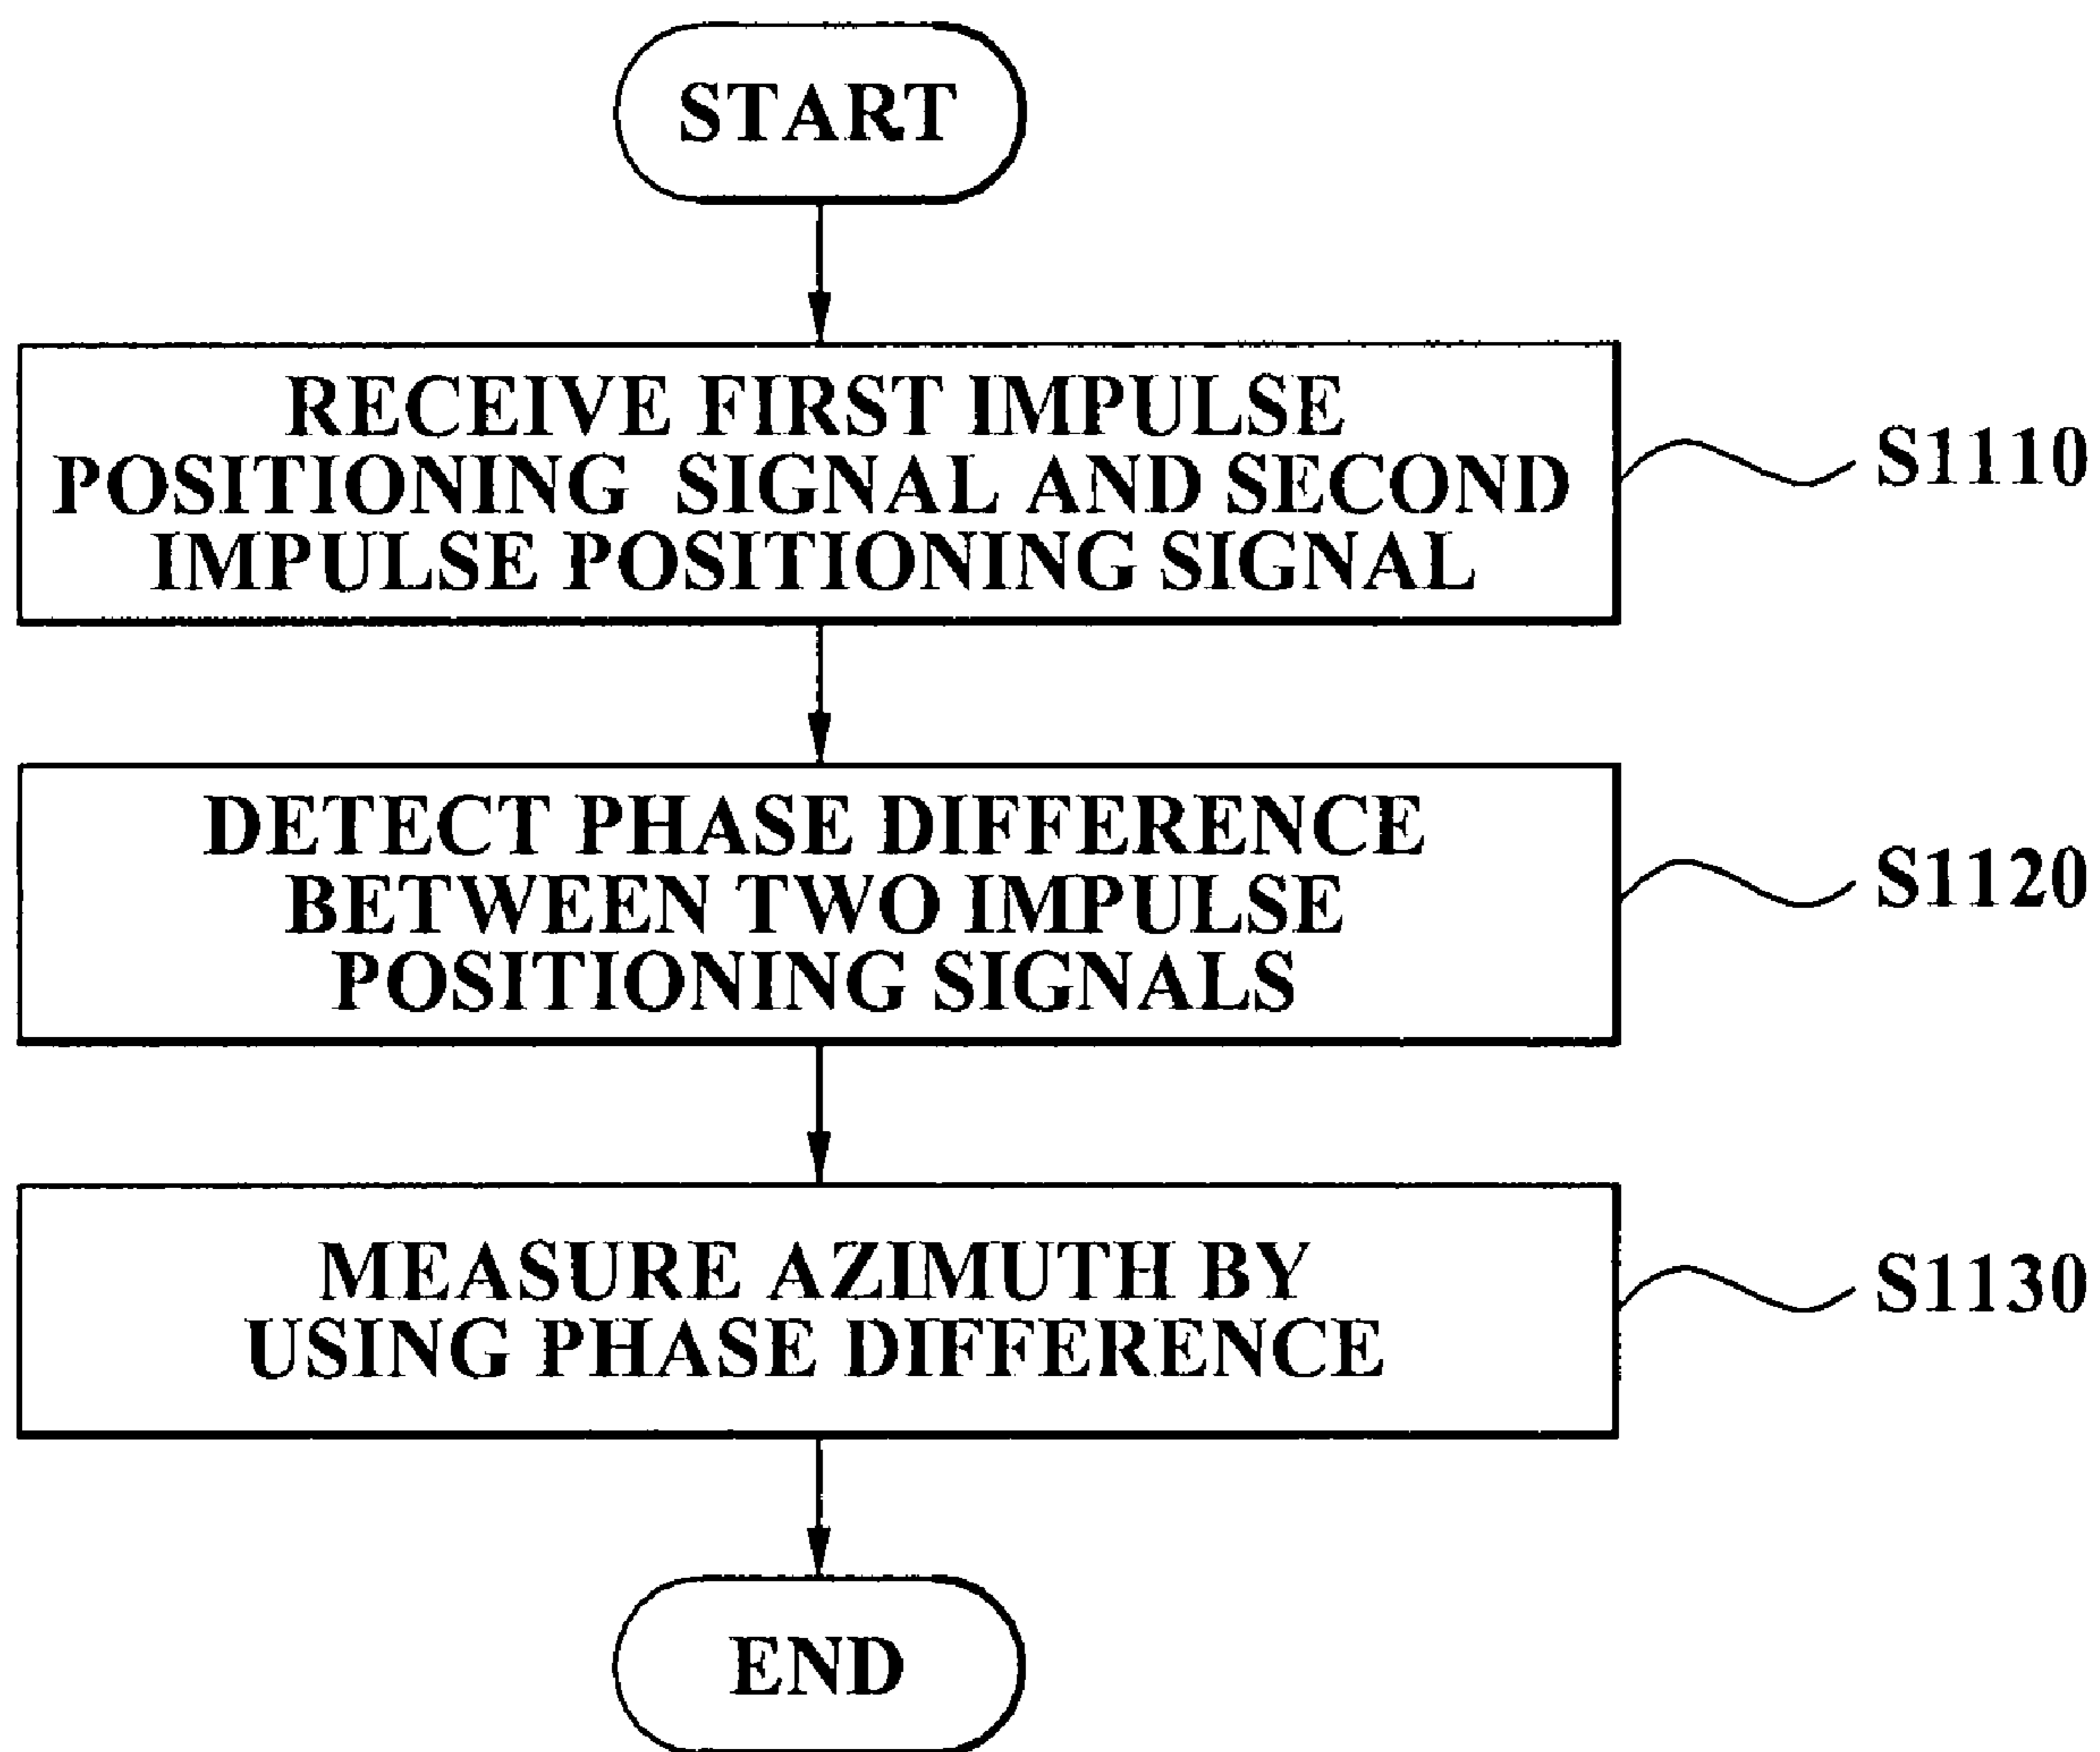 START
RECEIVE FIRST IMPULSE
POSITIONING SIGNAL AND SECOND
IMPULSE POSITIONING SIGNAL
S1110
DETECT PHASE DIFFERENCE
BETWEEN TWO IMPULSE
POSITIONING SIGNALS
S1120
MEASURE AZIMUTH BY
USING PHASE DIFFERENCE
S1130
END